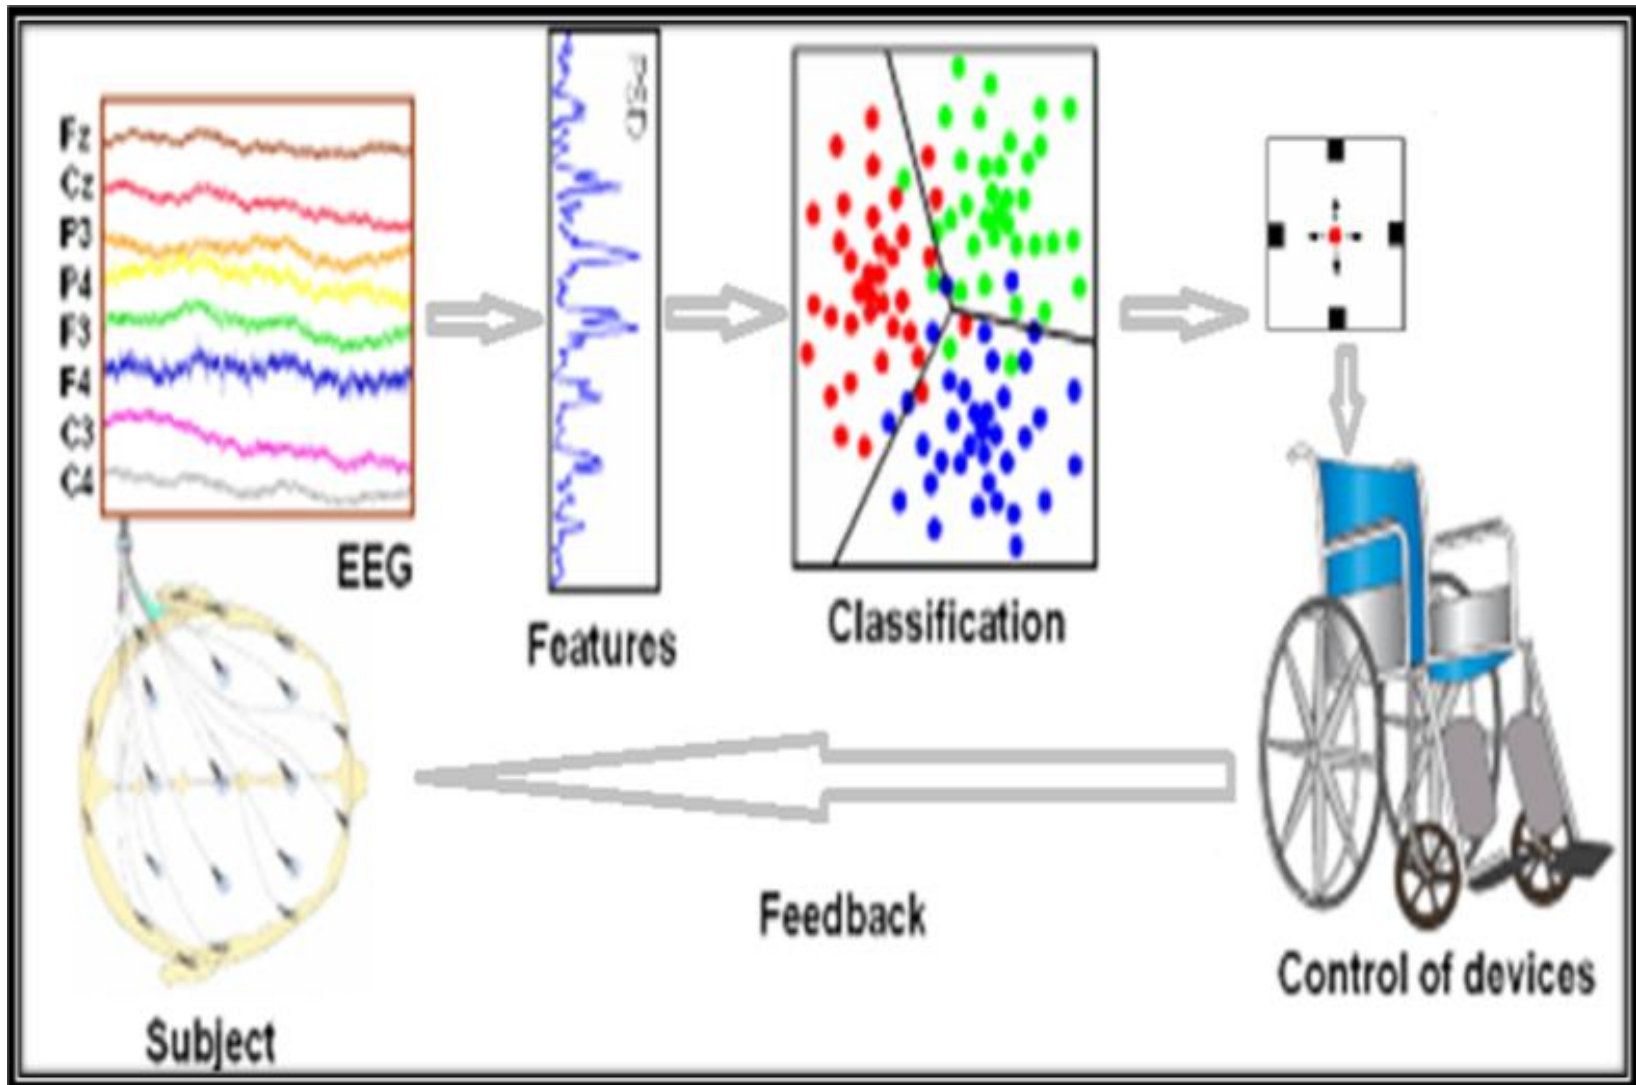 Fz
Cz
P3
P4
F3
F4
C3
C4
EEG
PSD
Features
Classification
Feedback
Control of devices
Subject